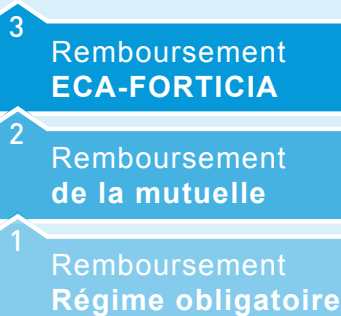 3
Remboursement
ECA-FORTICIA
2
Remboursement
de la mutuelle
1
Remboursement
Régime obligatoire